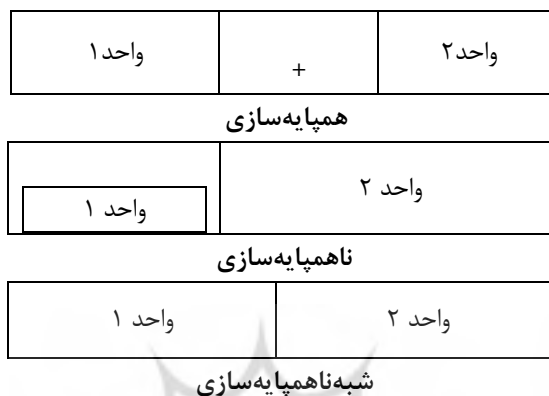 واحد۲ + واحد۱
همپایه‌سازی
واحد ۲
واحد ۱
ناهمپایه‌سازی
واحد ۲ واحد ۱
شبه‌ناهمپایه‌سازی